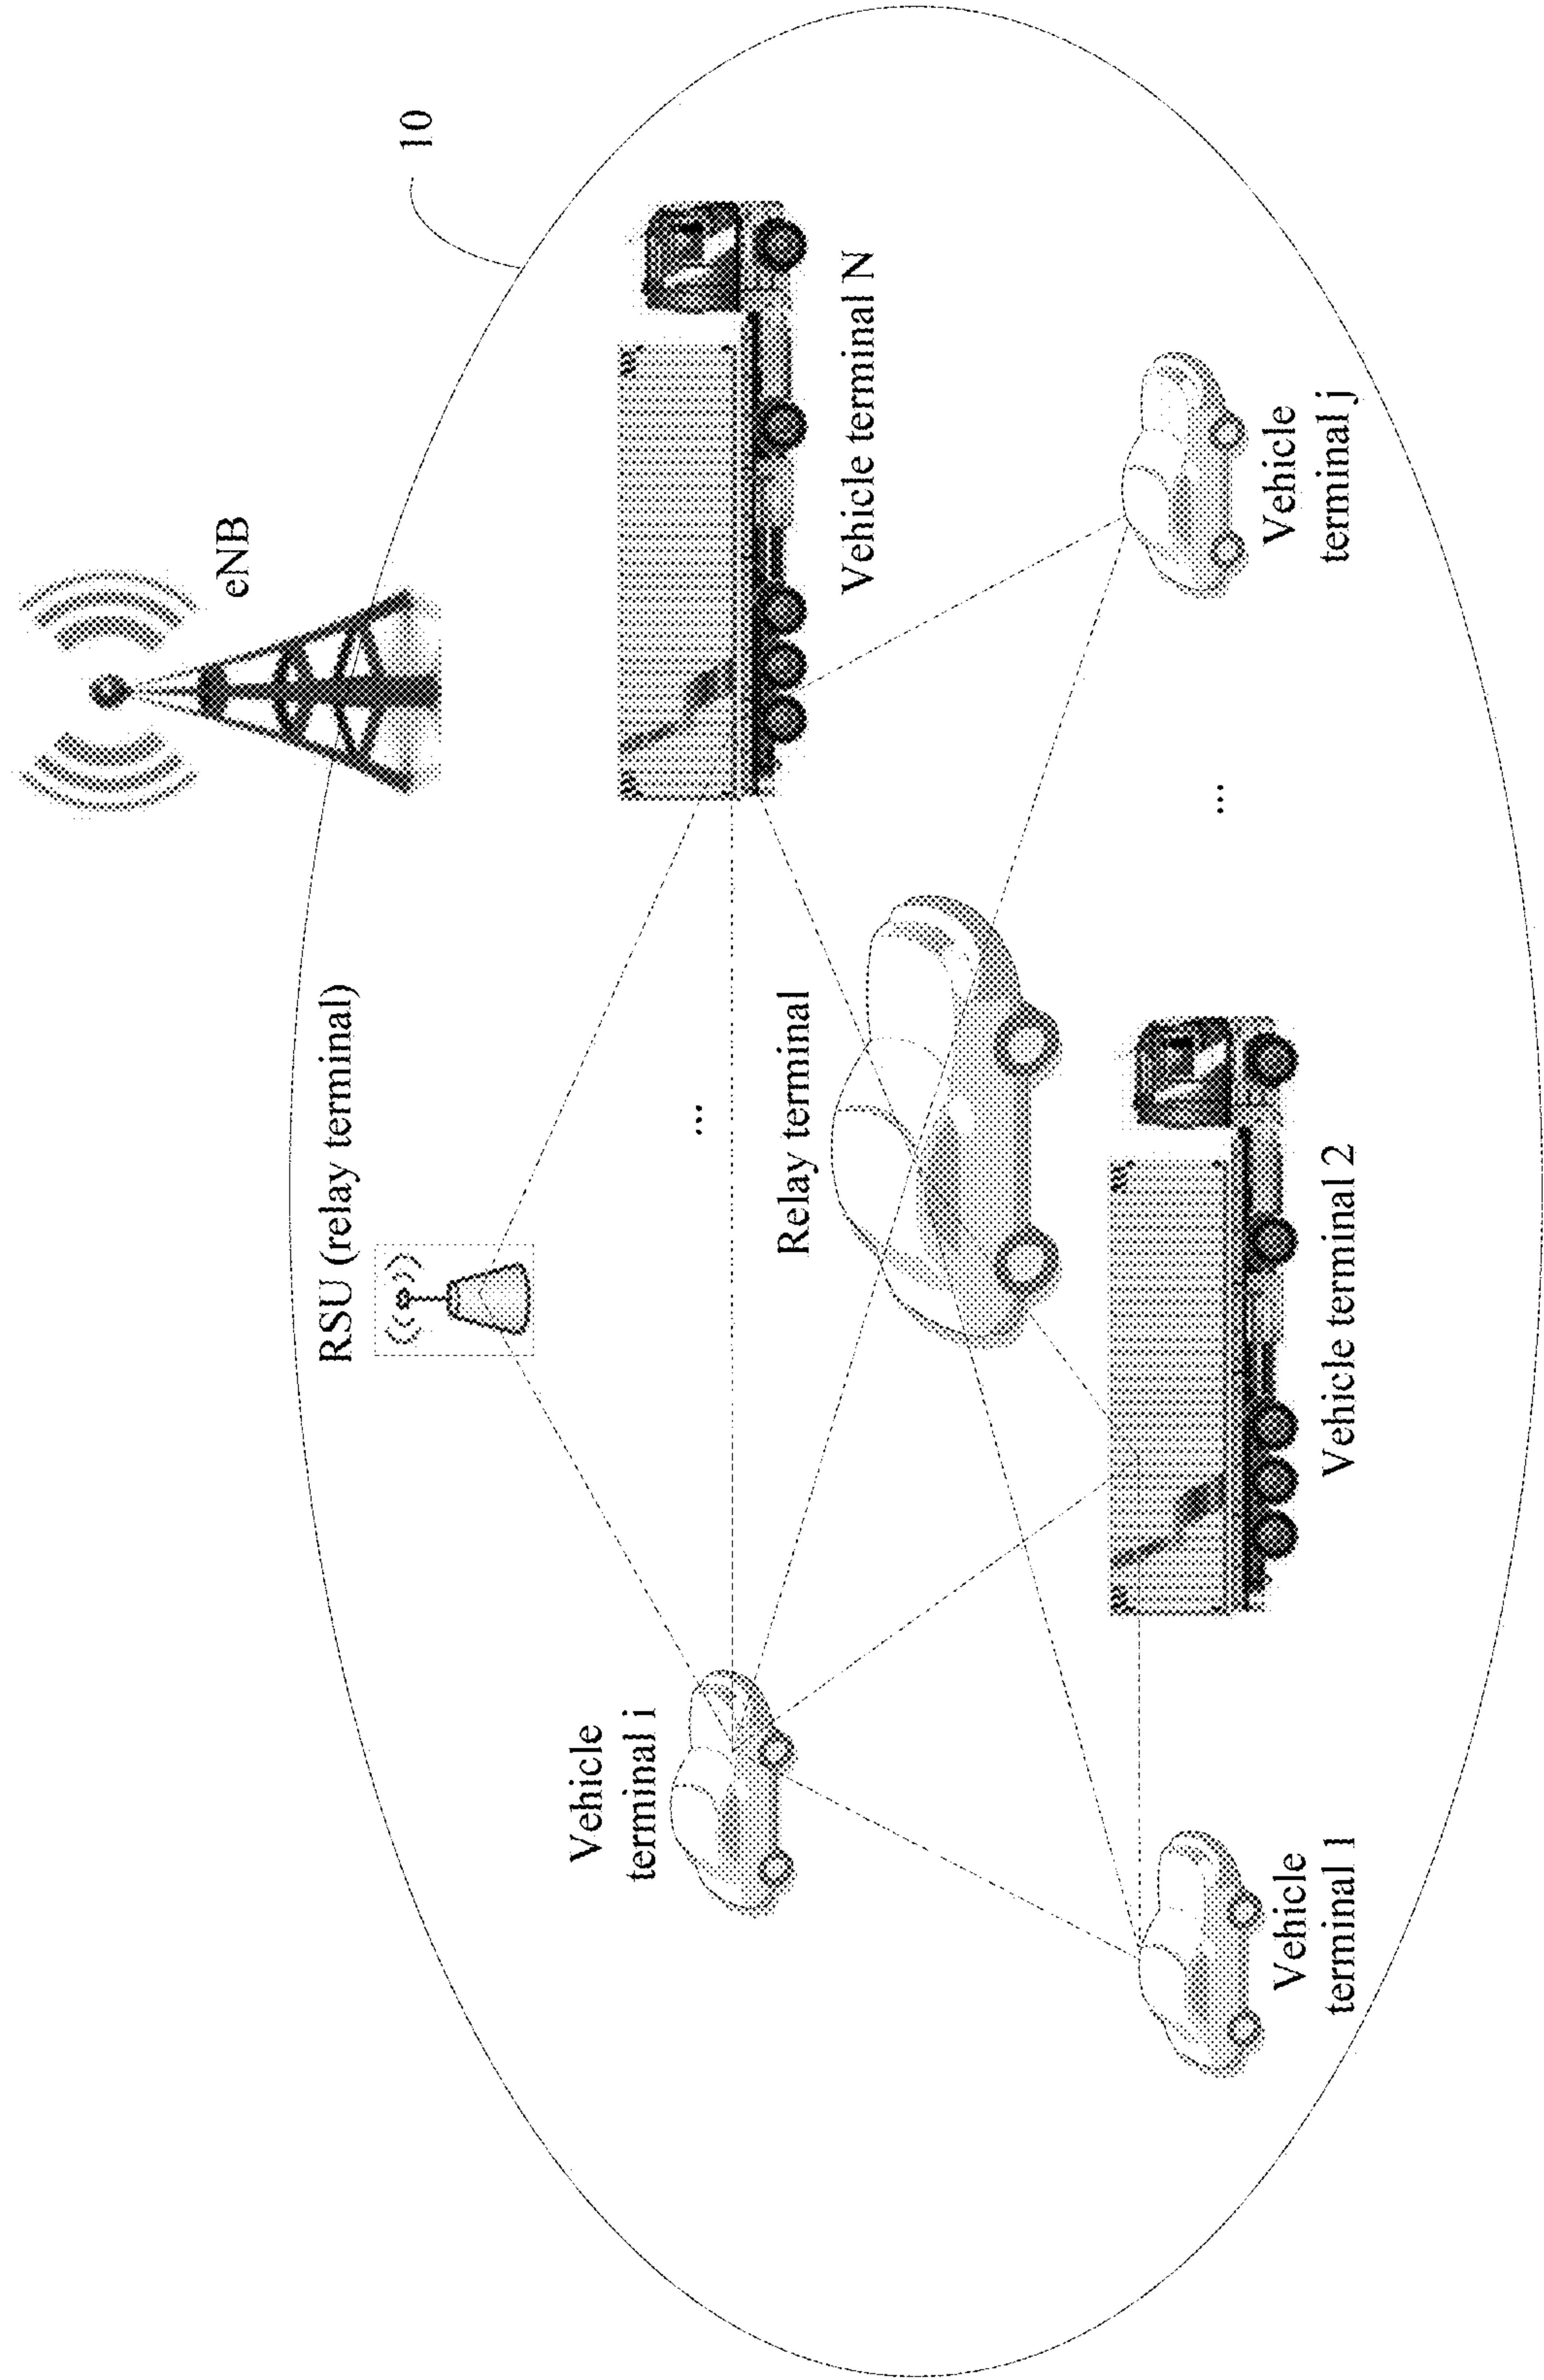 eNB
10
RSU (relay terminal)
Vehicle
terminal i
...
Vehicle terminal N
Relay terminal
...
Vehicle
terminal 1
Vehicle terminal 2
Vehicle
terminal j